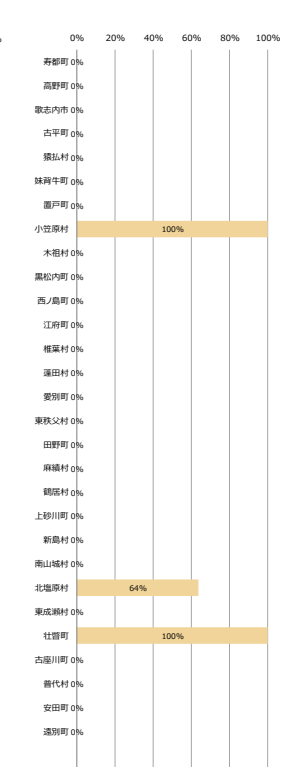 %
0% 20% 40% 60% 80% 100%
寿都町 0%
高野町 0%
歌志内市 0%
古平町 0%
猿払村 0%
妹背牛町 0%
置戸町 0%
小笠原村 100%
木祖村 0%
黒松内町 0%
西ノ島町 0%
江府町 0%
椎葉村 0%
蓬田村 0%
愛別町 0%
東秩父村 0%
田野町 0%
麻績村 0%
鶴居村 0%
上砂川町 0%
新島村 0%
南山城村 0%
北塩原村 64%
東成瀬村 0%
壮瞥町 100%
古座川町 0%
普代村 0%
安田町 0%
遠別町 0%